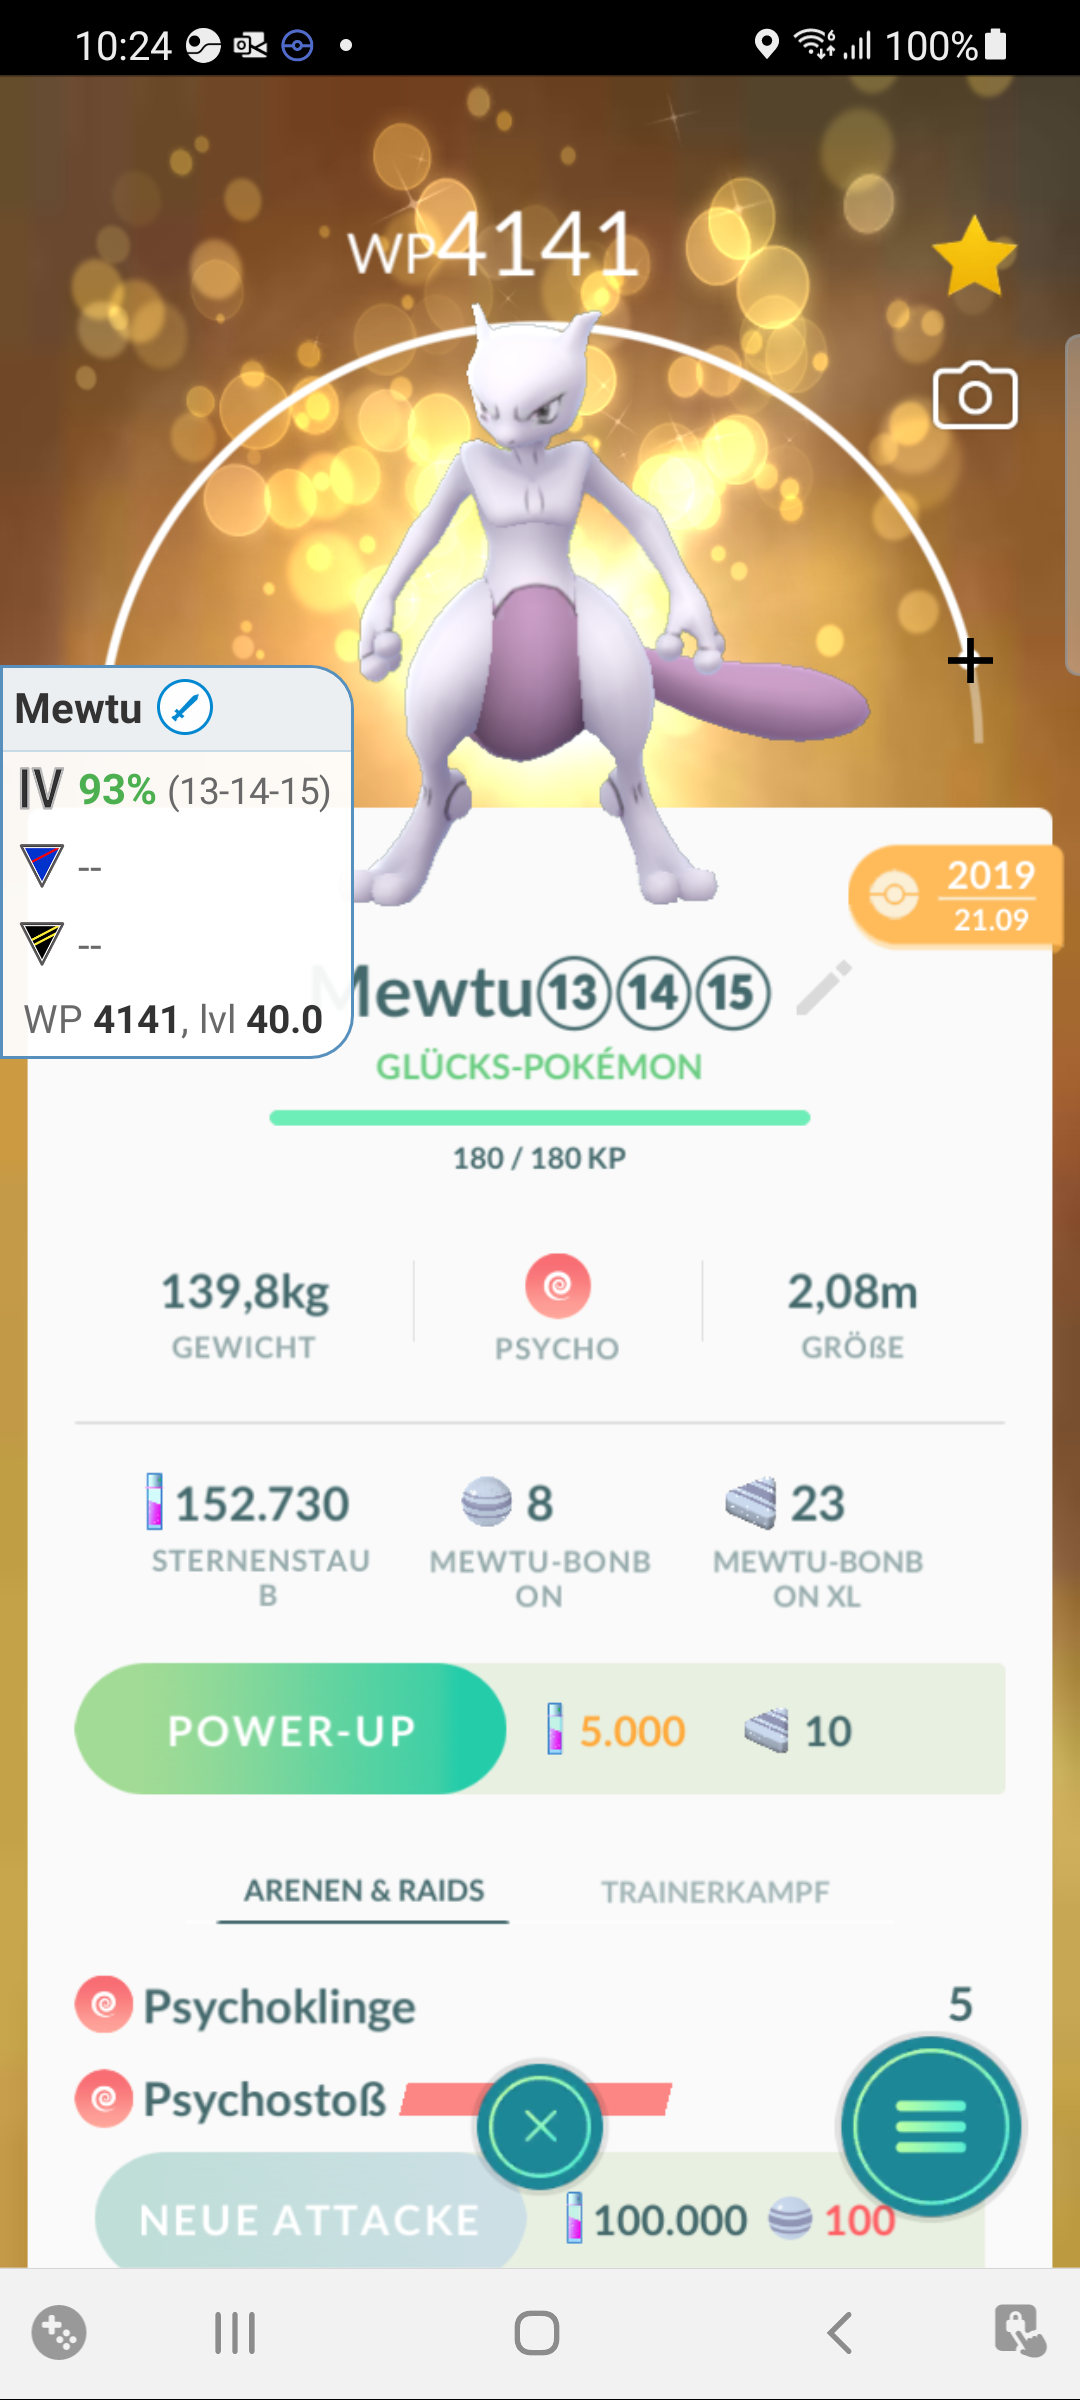 10:24 100%
WP4141
Mewtu
IV 93% (13-14-15)
--
--
WP 4141, lvl 40.0
2019
21.09
Mewtu⑬⑭⑮
GLÜCKS-POKÉMON
180 / 180 KP
139,8kg
GEWICHT
PSYCHO
2,08m
GRÖßE
152.730
STERNENSTAU
B
8
MEWTU-BONB
ON
23
MEWTU-BONB
ON XL
POWER-UP 5.000 10
ARENEN & RAIDS TRAINERKAMPF
Psychoklinge 5
Psychostoß
NEUE ATTACKE 100.000 100